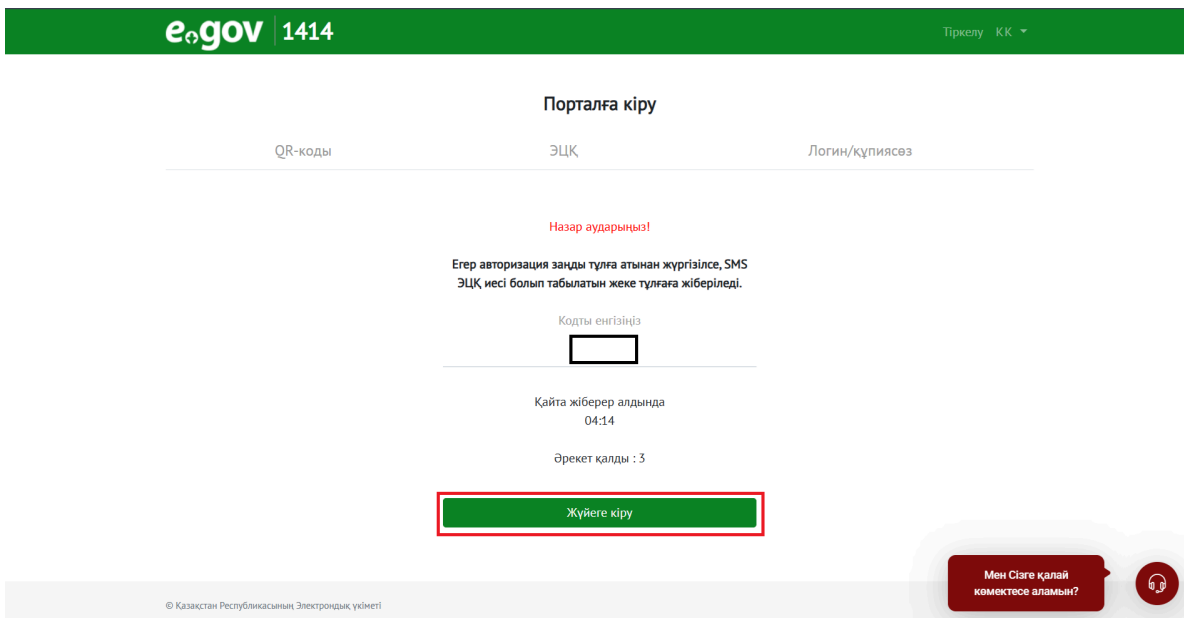 egov 1414
Тіркелу KK
Порталға кіру
QR-коды ЭЦҚ Логин/құпиясөз
Назар аударыңыз!
Егер авторизация заңды тұлға атынан жүргізілсе, SMS
ЭЦҚ иесі болып табылатын жеке тұлғаға жіберіледі.
Кодты енгізіңіз
Қайта жіберер алдында
04:14
Әрекет қалды : 3
Жүйеге кіру
Мен Сізге қалай
көмектесе аламын?
© Қазақстан Республикасының Электрондық үкіметі